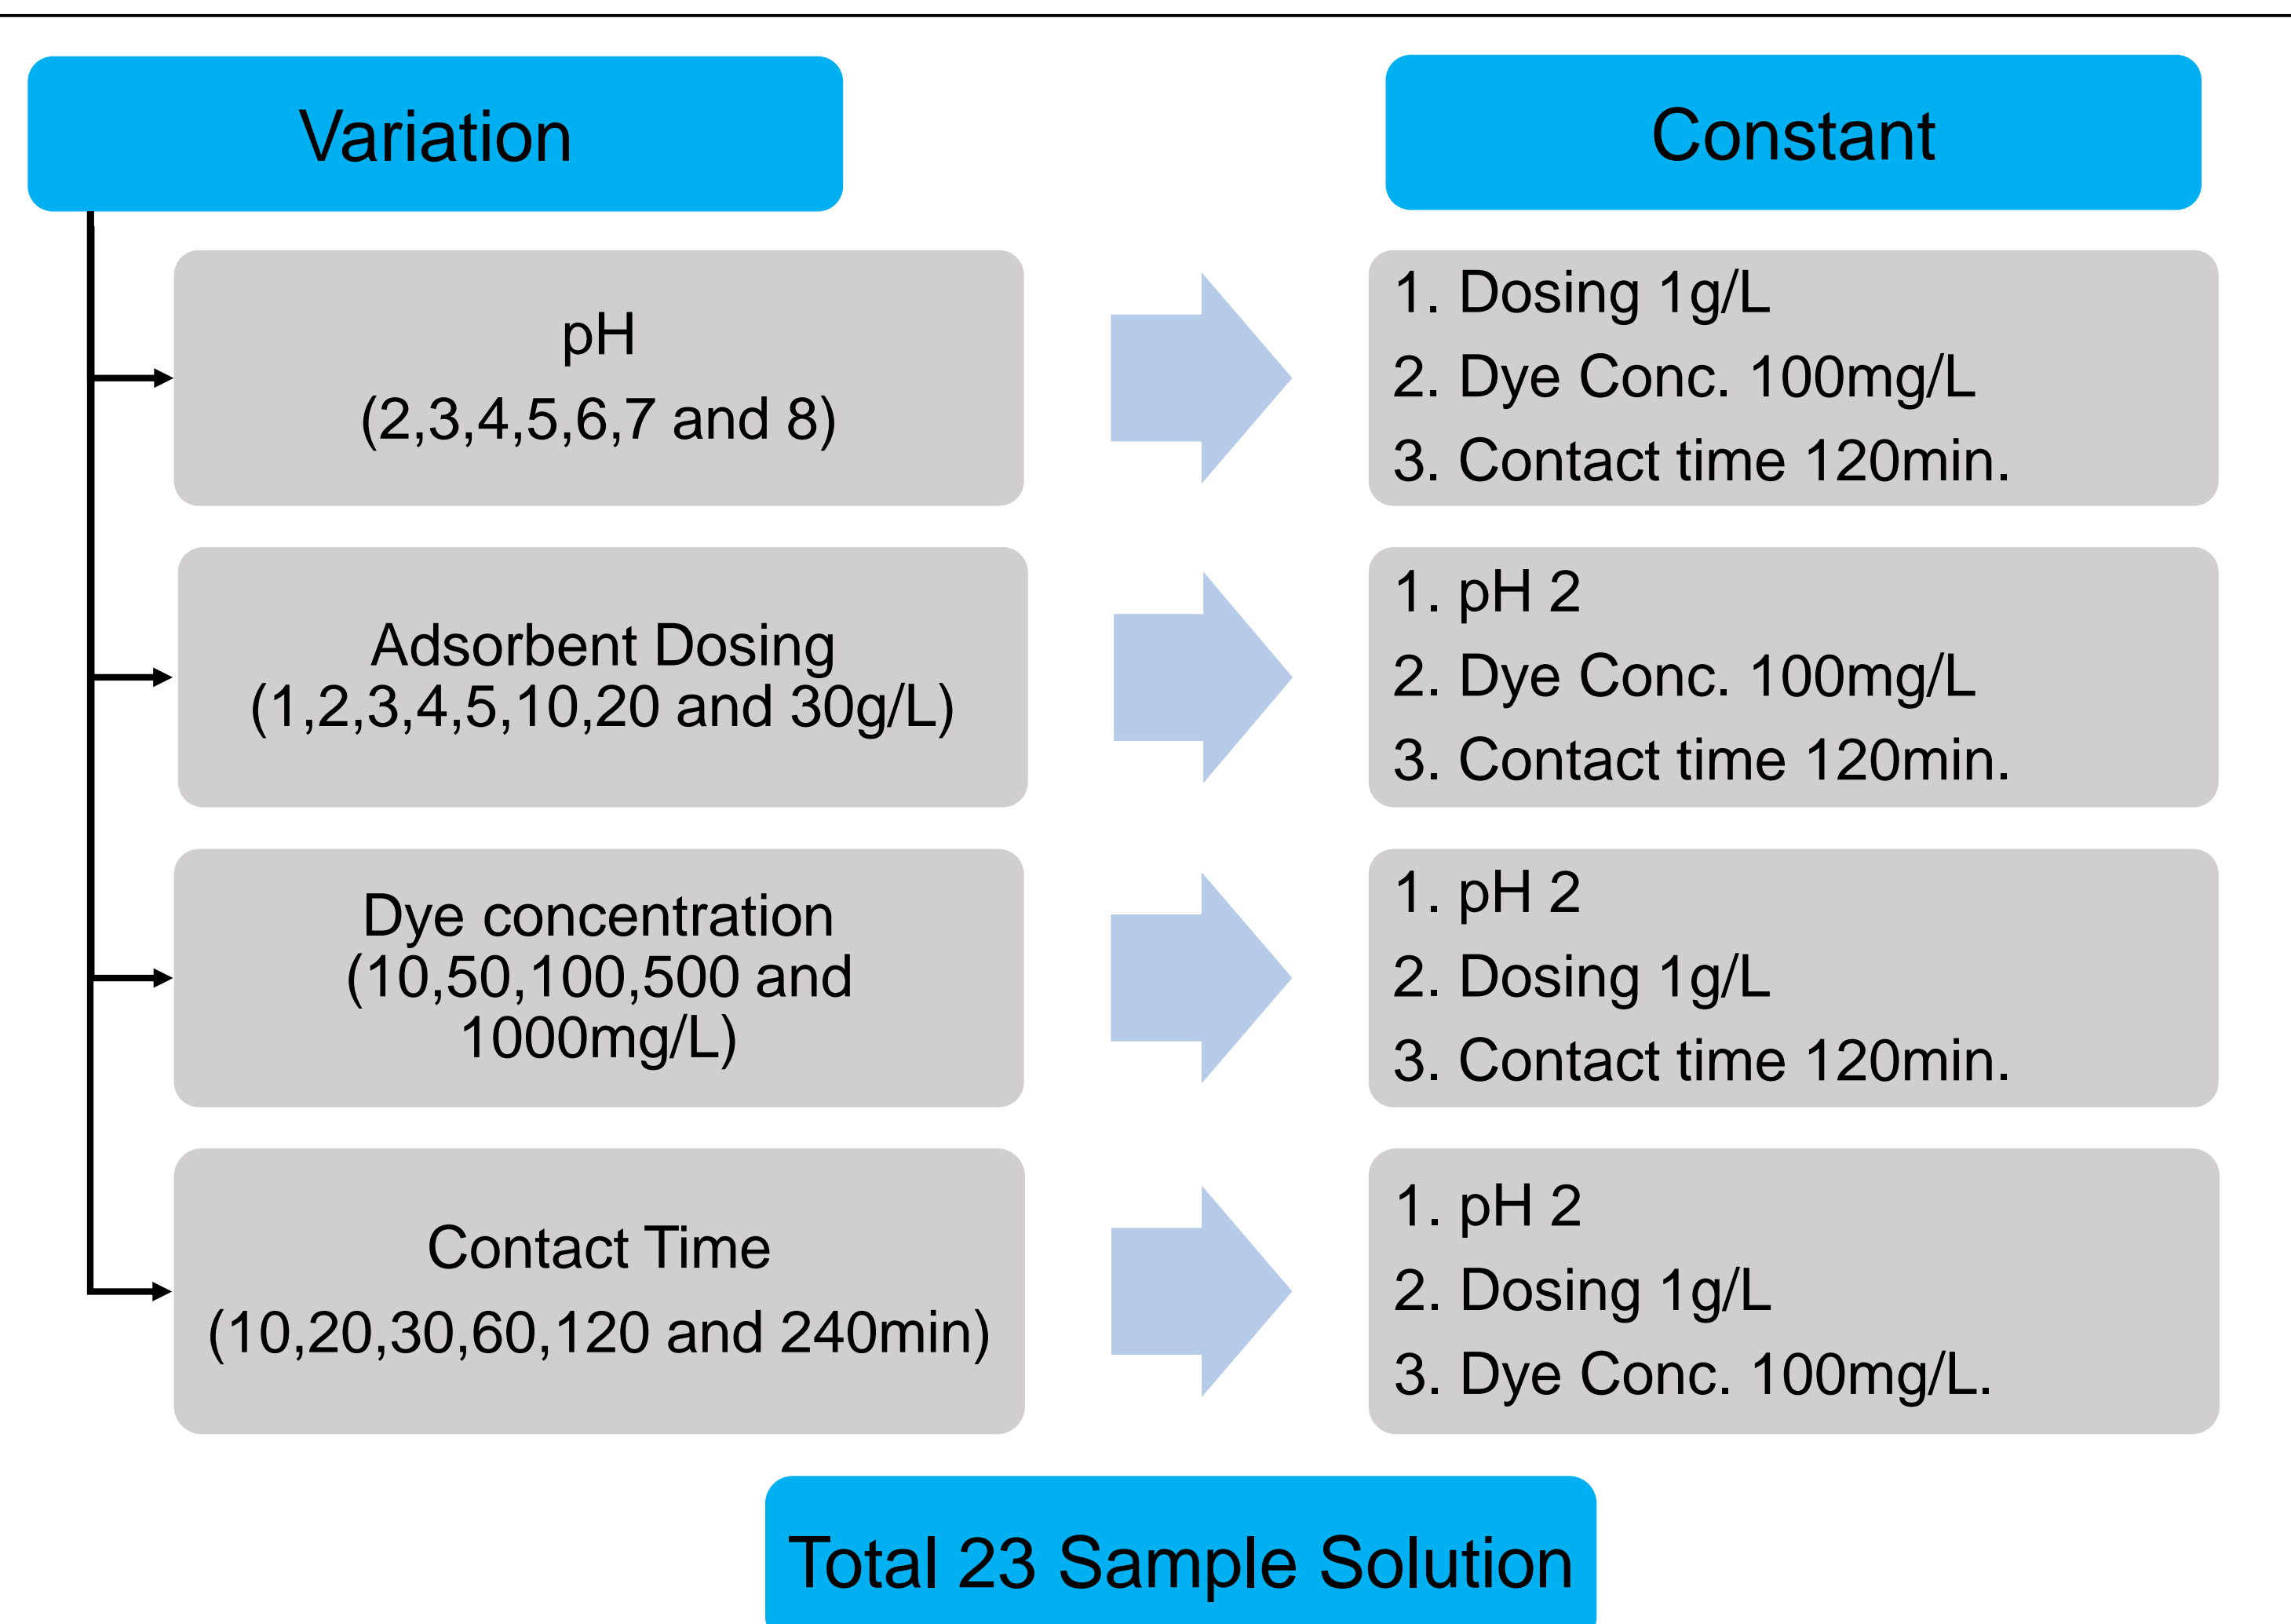 Variation
Constant
pH
(2,3,4,5,6,7 and 8)
1. Dosing 1g/L
2. Dye Conc. 100mg/L
3. Contact time 120min.
Adsorbent Dosing
(1,2,3,4,5,10,20 and 30g/L)
1. pH 2
2. Dye Conc. 100mg/L
3. Contact time 120min.
Dye concentration
(10,50,100,500 and
1000mg/L)
1. pH 2
2. Dosing 1g/L
3. Contact time 120min.
Contact Time
(10,20,30,60,120 and 240min)
1. pH 2
2. Dosing 1g/L
3. Dye Conc. 100mg/L.
Total 23 Sample Solution